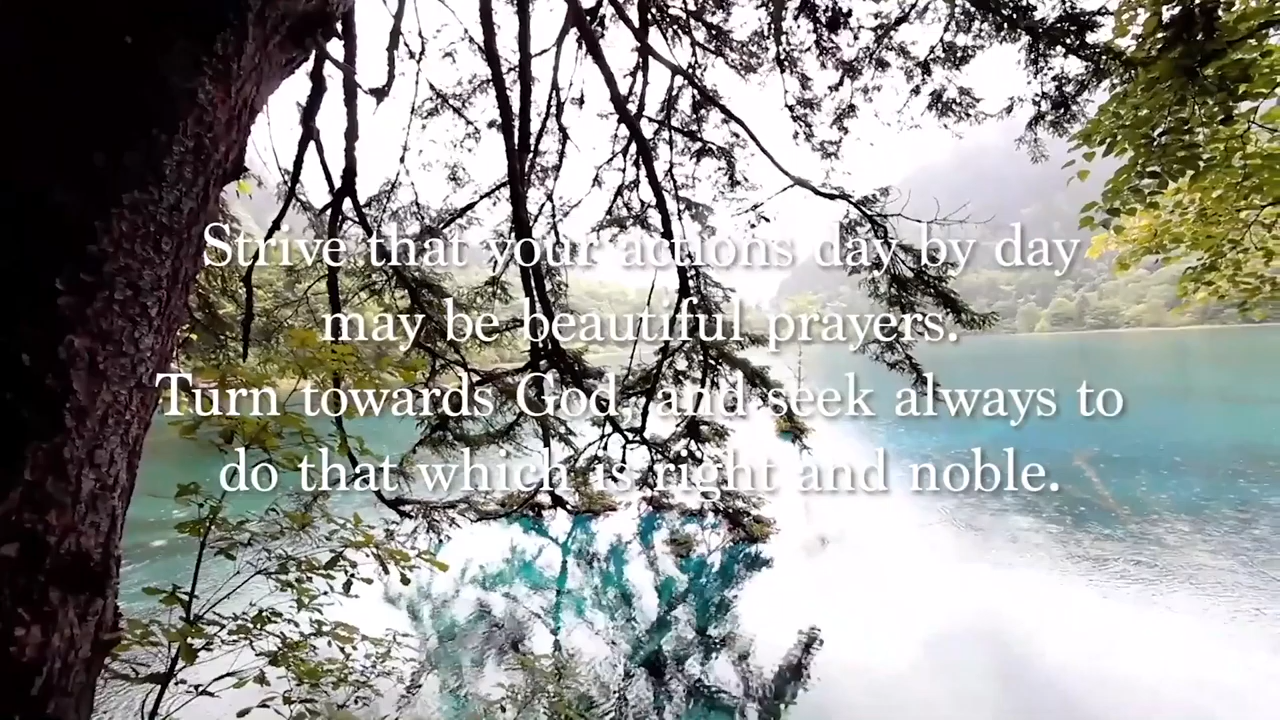 Strive that your actions day by day
may be beautiful prayers.
Turn towards God, and seek always to
do that which is right and noble.